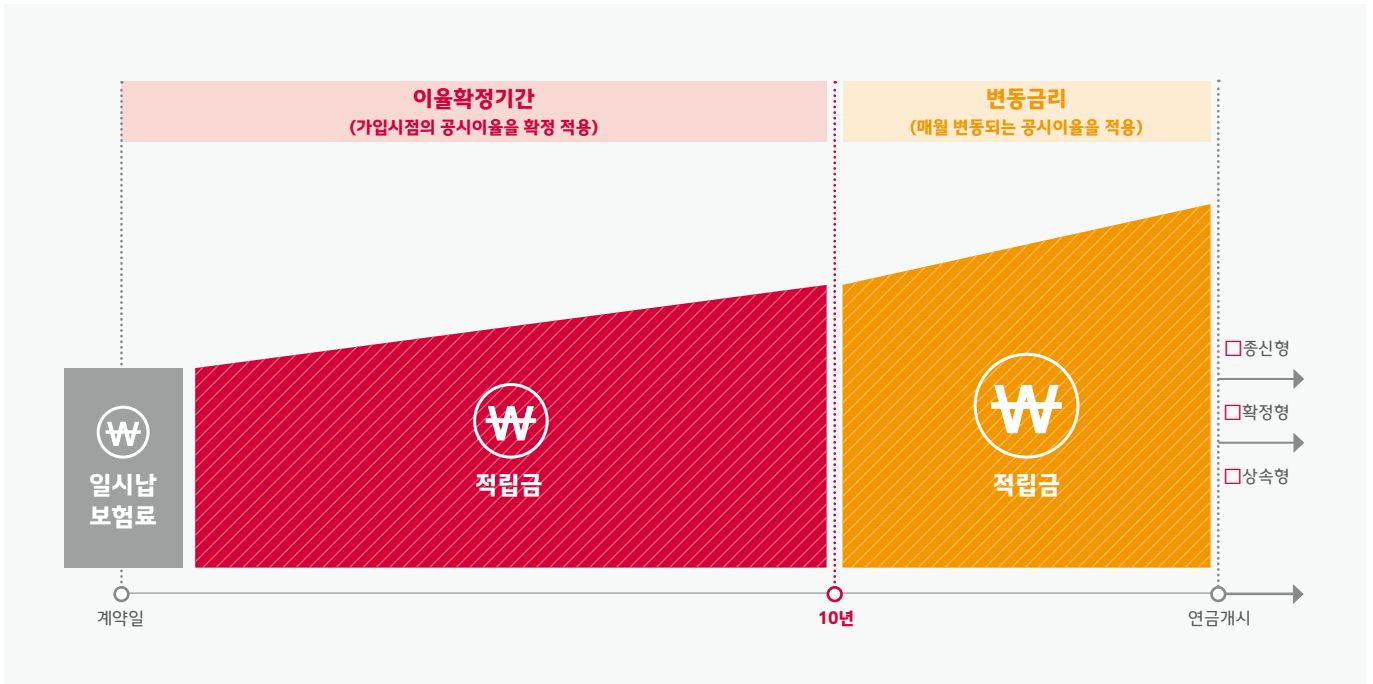 이율확정기간
(가입시점의 공시이율을 확정 적용)
변동금리
(매월 변동되는 공시이율을 적용)
₩
일시납
보험료
₩
적립금
₩
적립금
□종신형
□확정형
□상속형
계약일
10년
연금개시